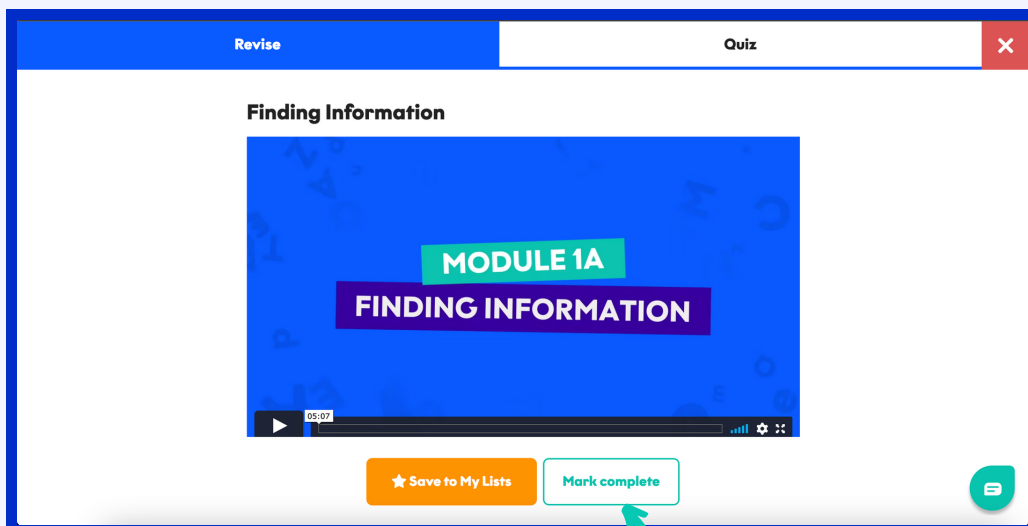 Revise
Quiz
Finding Information
MODULE 1A
FINDING INFORMATION
05:07
Save to My Lists
Mark complete